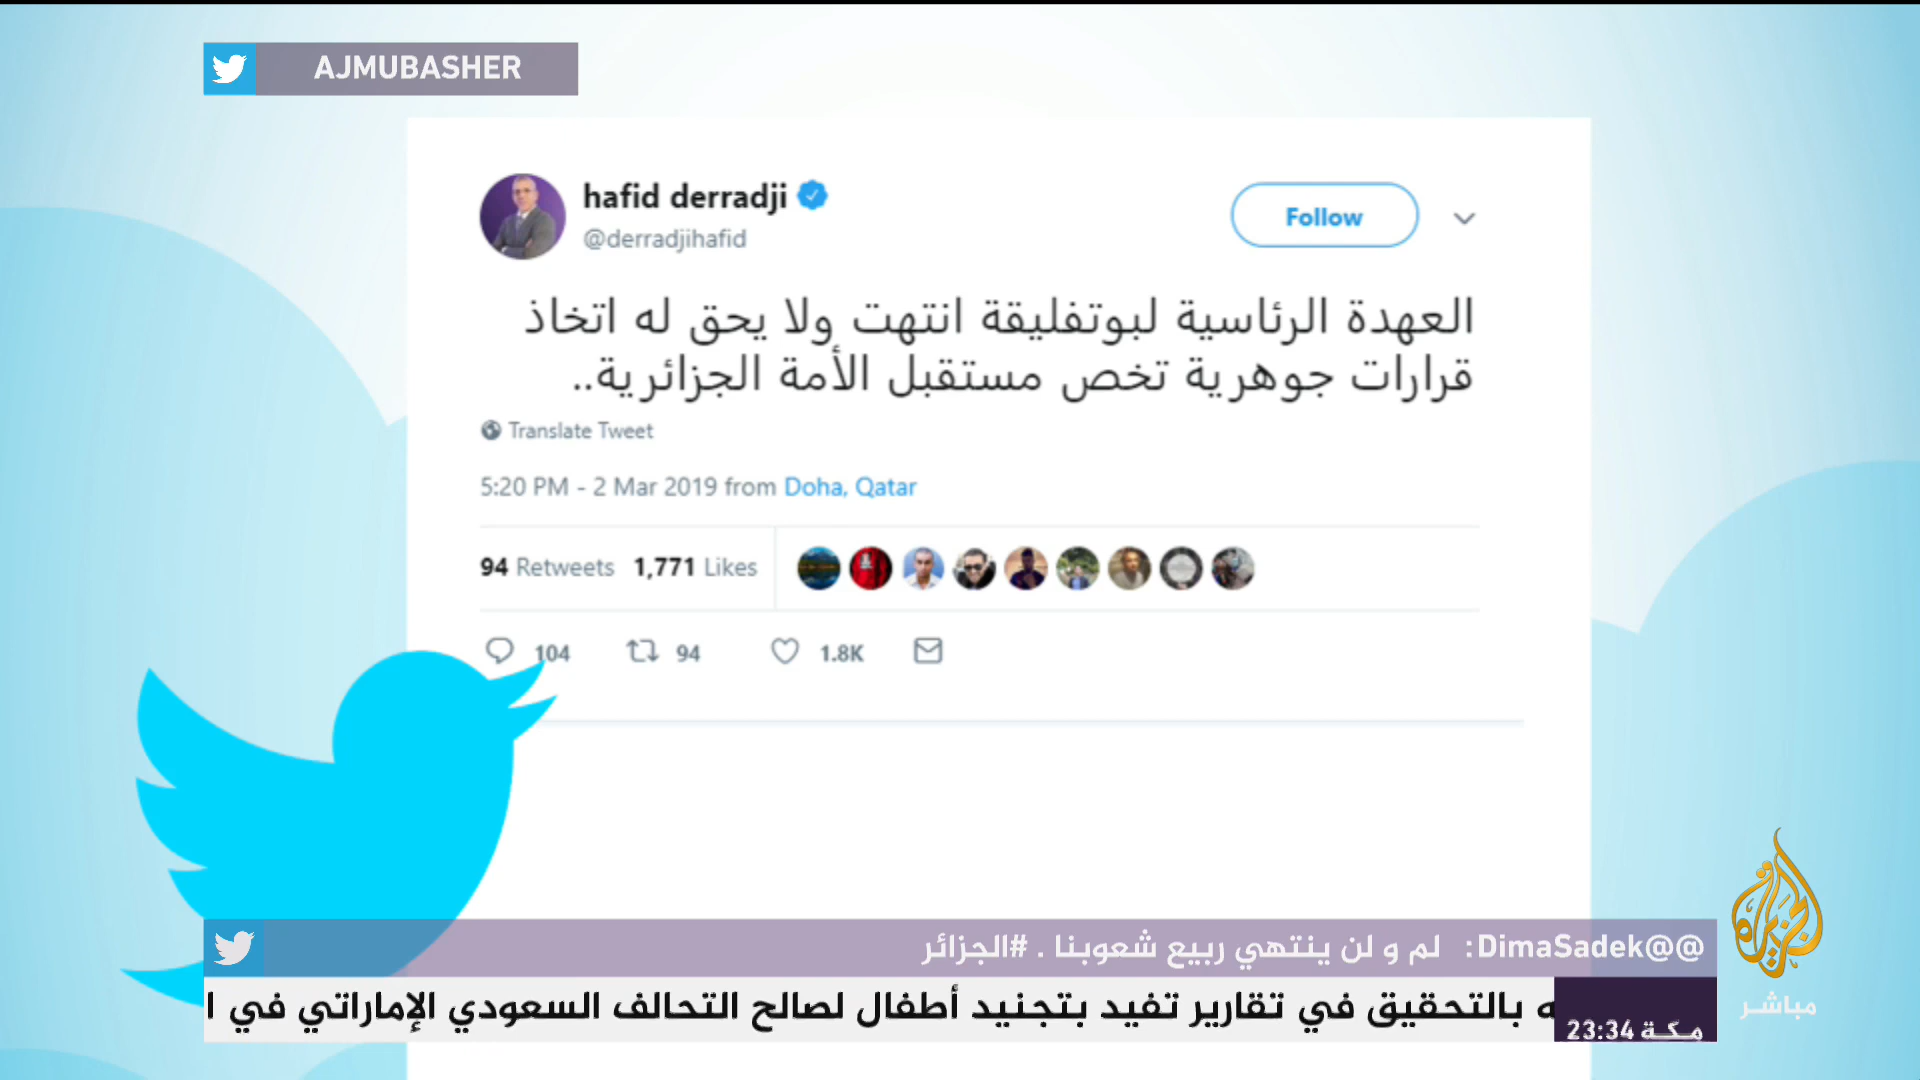 AJMUBASHER
hafid derradji
@derradjihafid
Follow
العهدة الرئاسية لبوتفليقة انتهت ولا يحق له اتخاذ
قرارات جوهرية تخص مستقبل الأمة الجزائرية..
Translate Tweet
5:20 PM - 2 Mar 2019 from Doha, Qatar
94 Retweets 1,771 Likes
104 94 1.8K
@@DimaSadek: لم و لن ينتهي ربيع شعوبنا . #الجزائر
ه بالتحقيق في تقارير تفيد بتجنيد أطفال لصالح التحالف السعودي الإماراتي في ا
مكة 23:34
الجزيرة
مباشر